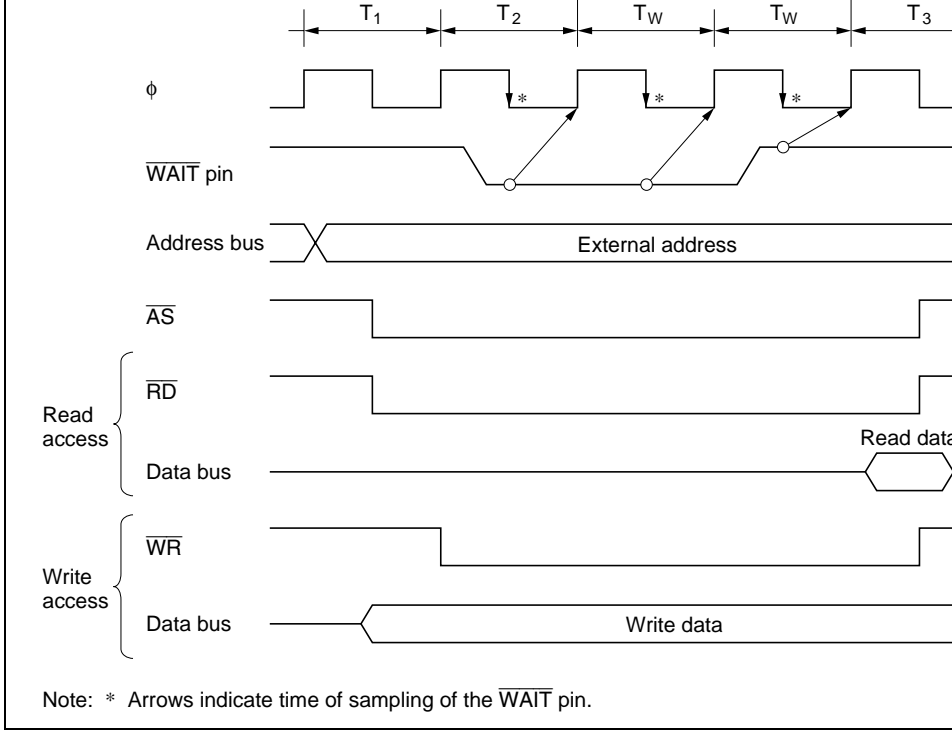 T1 T2 TW TW T3
ϕ
* * *
WAIT pin
Address bus External address
AS
Read access
RD
Read data
Data bus
Write access
WR
Data bus Write data
Note: * Arrows indicate time of sampling of the WAIT pin.